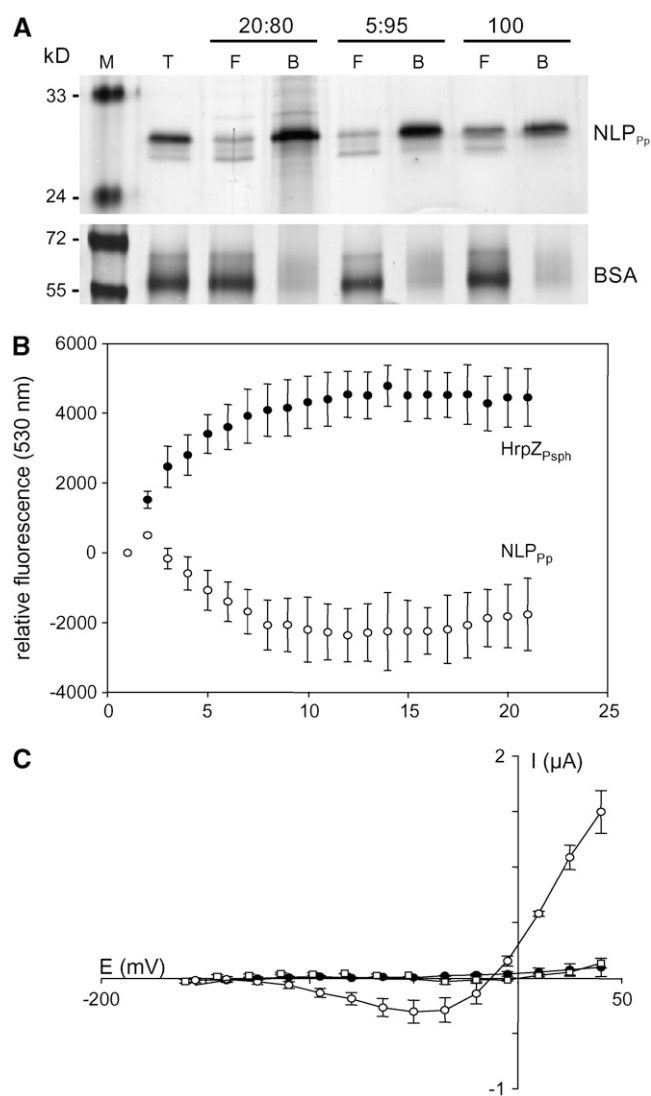 A
20:80 5:95 100
kD M T F B F B F B
33 -
NLPPp
24 -
72 -
BSA
55 -
B
6000
4000
2000
0
-2000
-4000
relative fluorescence (530 nm)
HrpZPsph
NLPPp
0 5 10 15 20 25
C
2
I (µA)
E (mV)
-200
50
-1